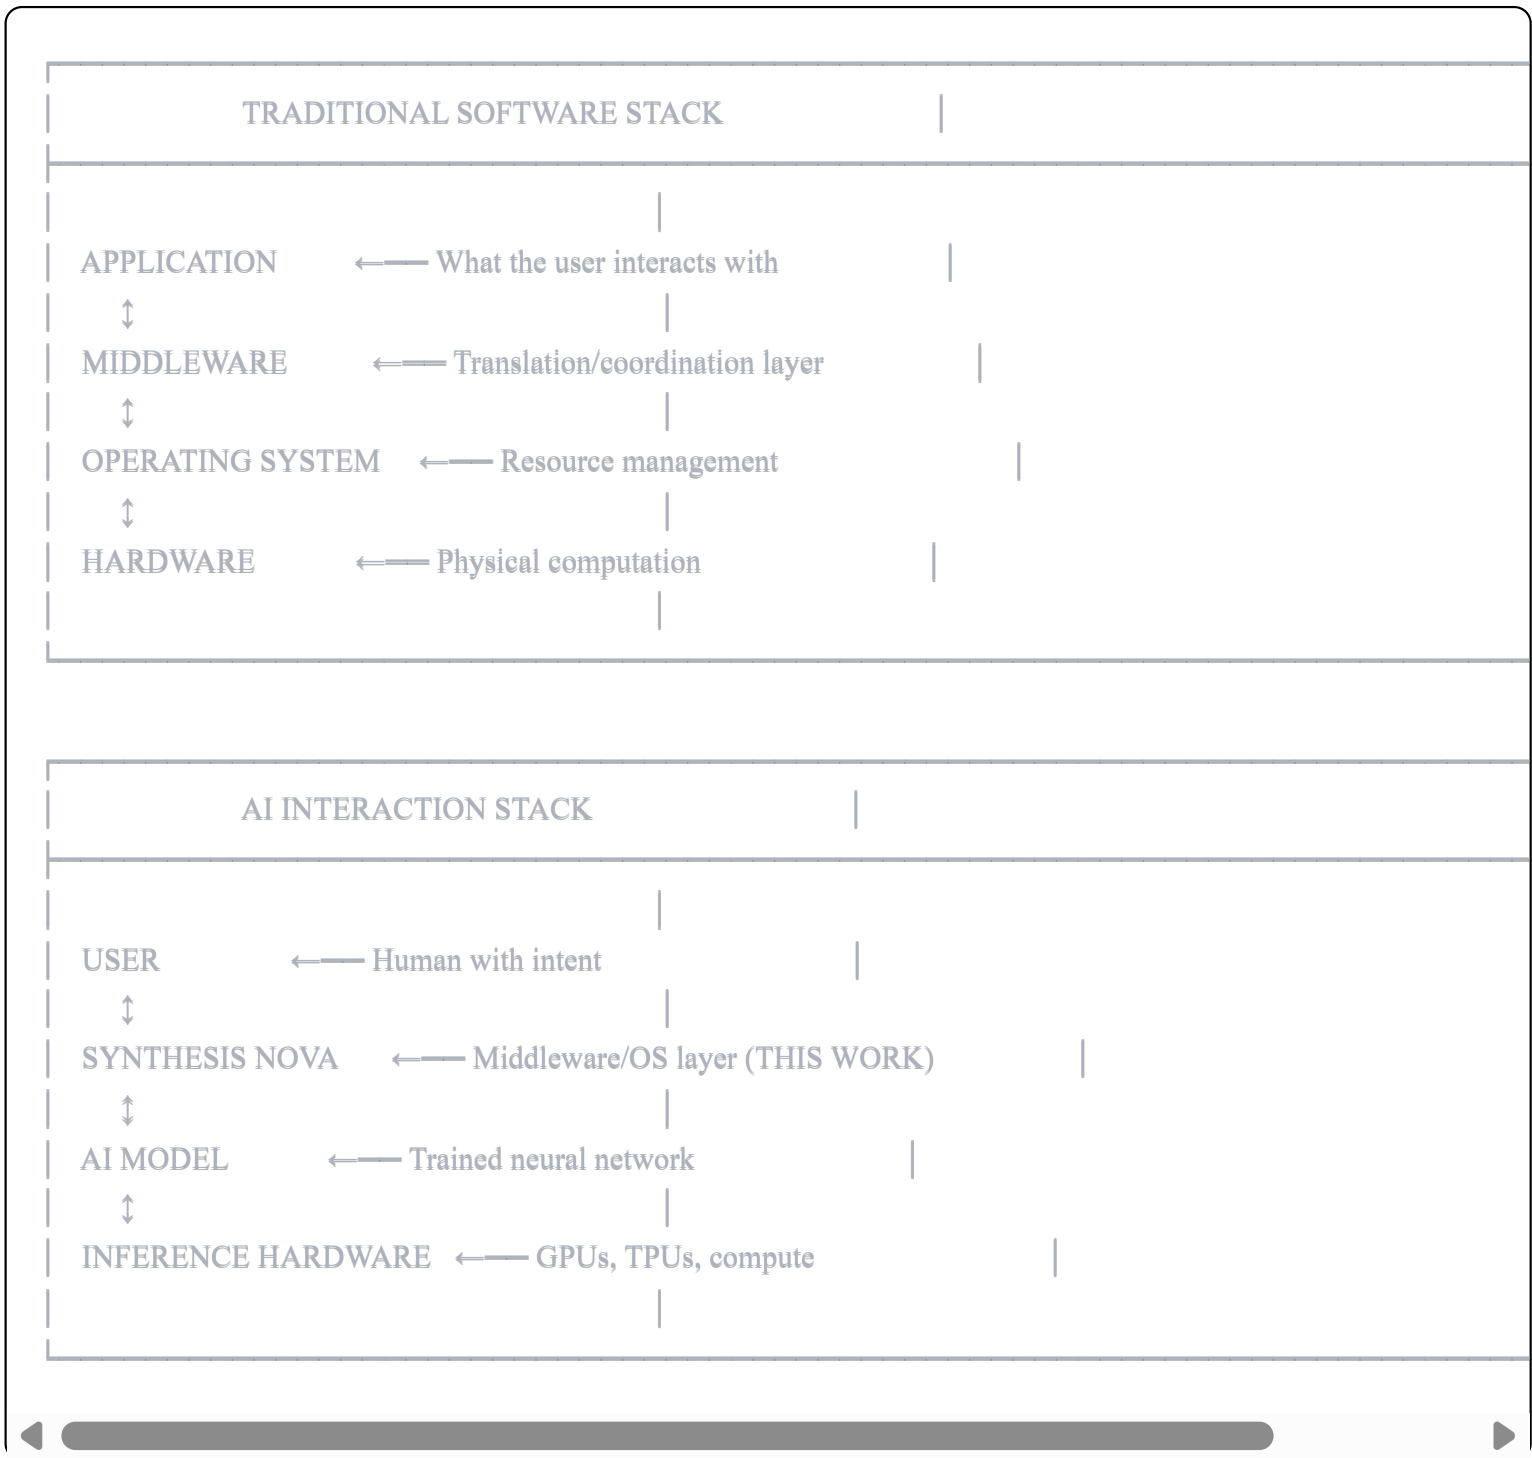 TRADITIONAL SOFTWARE STACK
APPLICATION ←── What the user interacts with
↕
MIDDLEWARE ←── Translation/coordination layer
↕
OPERATING SYSTEM ←── Resource management
↕
HARDWARE ←── Physical computation
AI INTERACTION STACK
USER ←── Human with intent
↕
SYNTHESIS NOVA ←── Middleware/OS layer (THIS WORK)
↕
AI MODEL ←── Trained neural network
↕
INFERENCE HARDWARE ←── GPUs, TPUs, compute